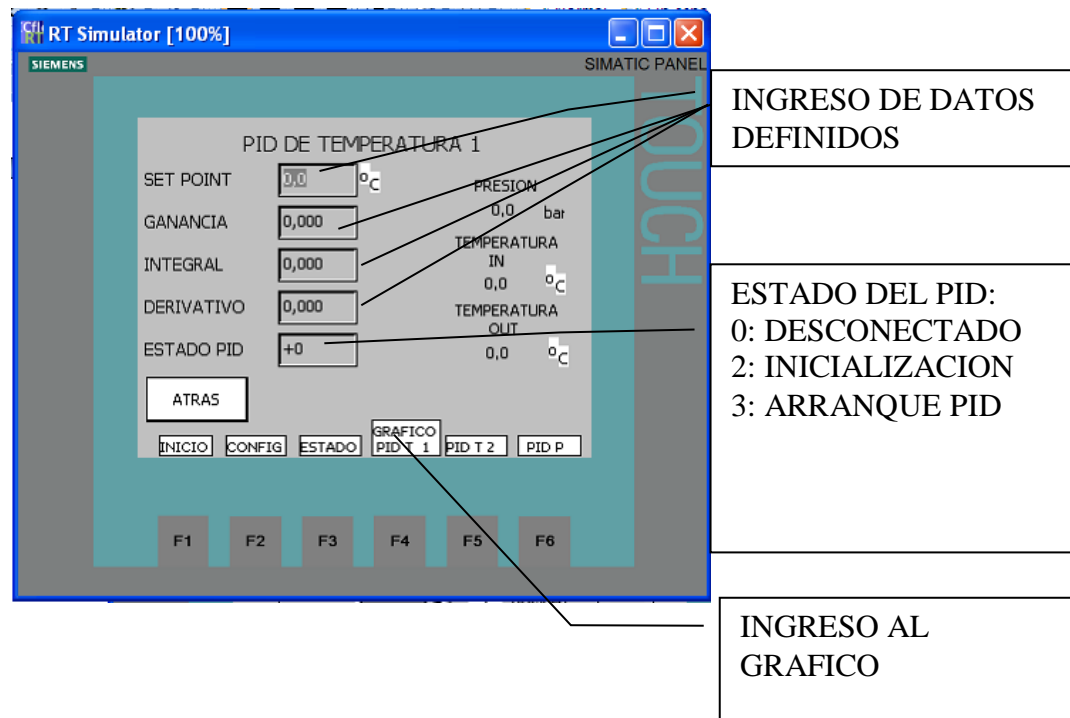 RT Simulator [100%]
SIEMENS
SIMATIC PANEL
TOUCH
PID DE TEMPERATURA 1
SET POINT 0,0 ºC
GANANCIA 0,000
INTEGRAL 0,000
DERIVATIVO 0,000
ESTADO PID +0
PRESION
0,0 bar
TEMPERATURA
IN
0,0 ºC
TEMPERATURA
OUT
0,0 ºC
ATRAS
INICIO CONFIG ESTADO GRAFICO
PID T 1 PID T 2 PID P
F1 F2 F3 F4 F5 F6
INGRESO DE DATOS
DEFINIDOS
ESTADO DEL PID:
0: DESCONECTADO
2: INICIALIZACION
3: ARRANQUE PID
INGRESO AL
GRAFICO